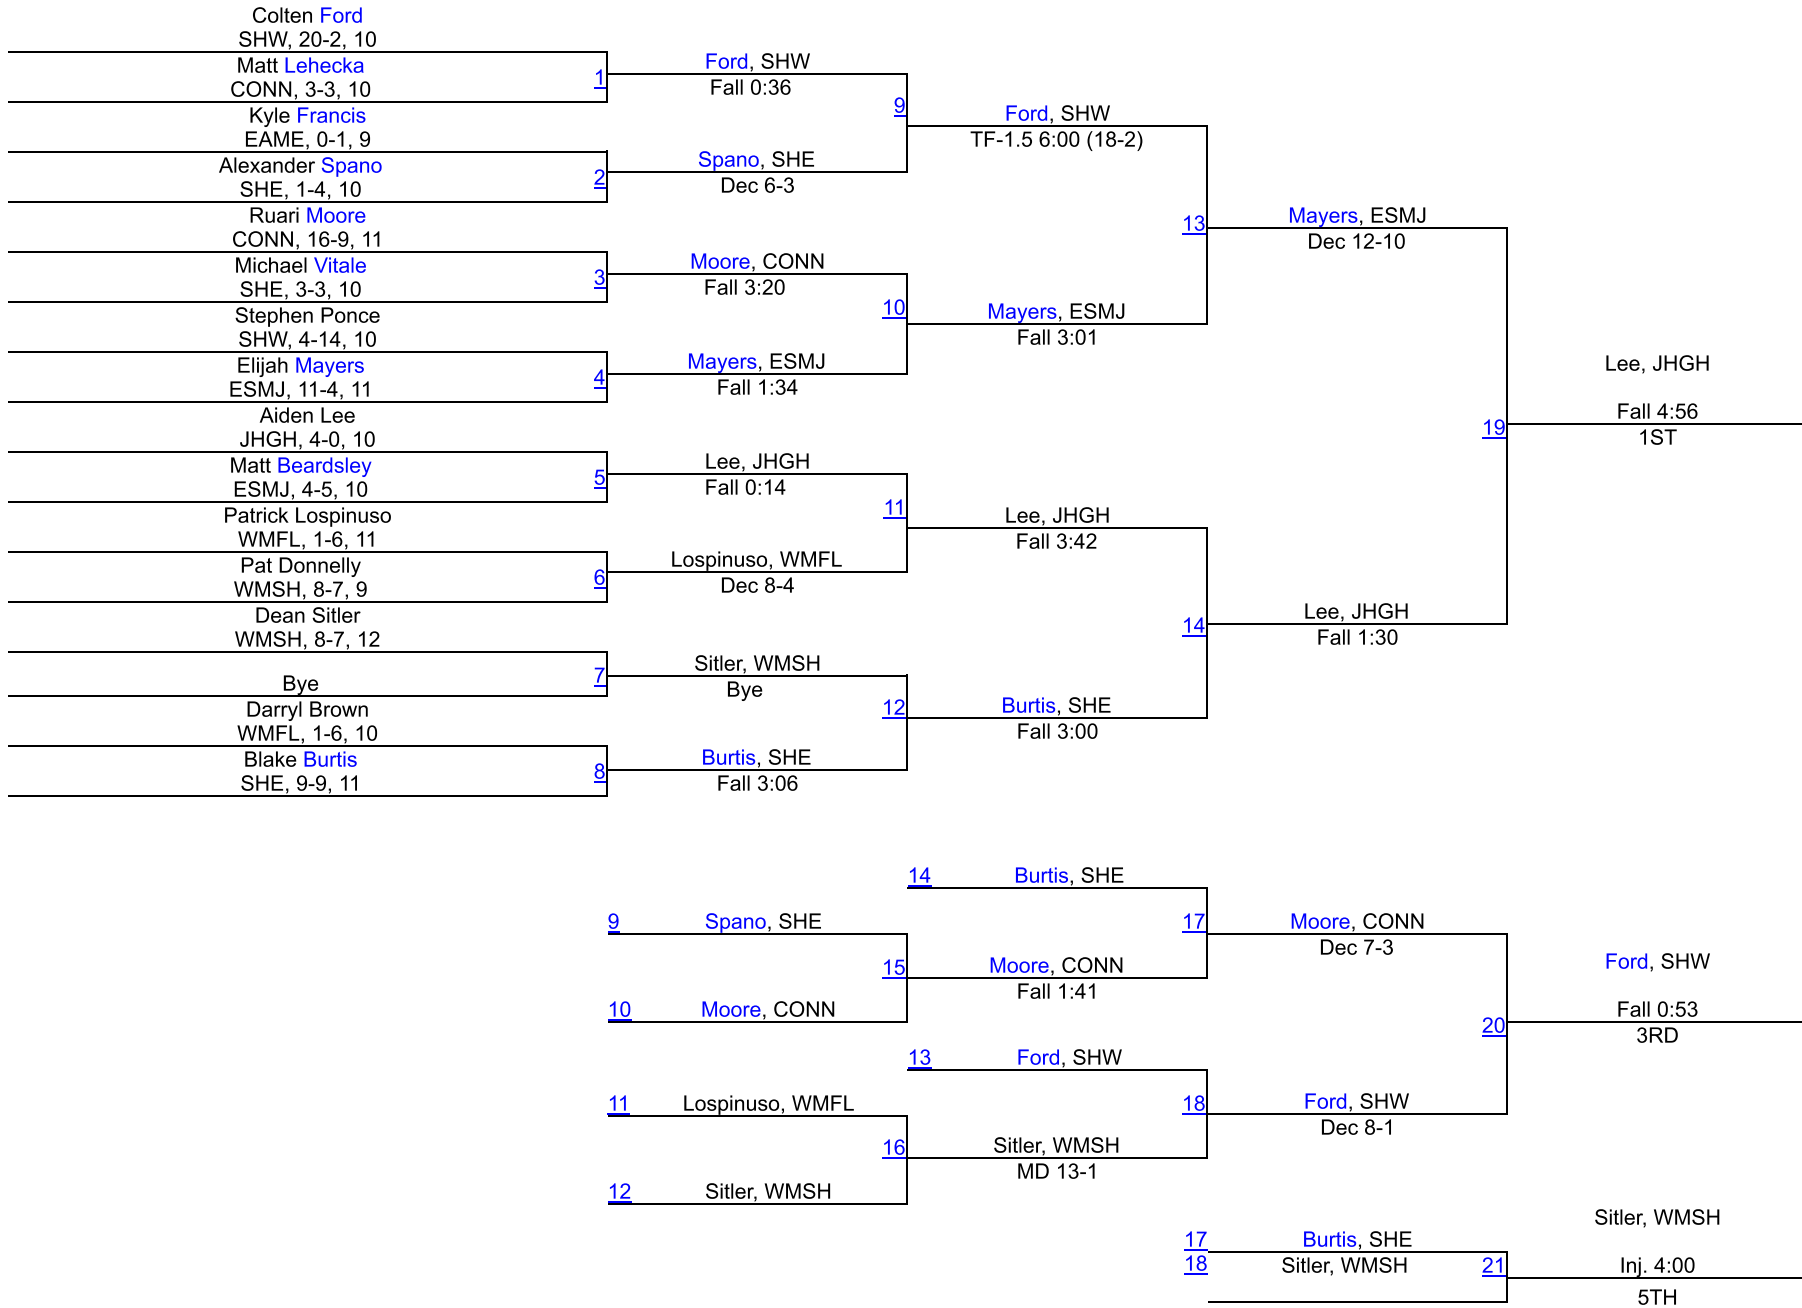 Colten Ford
SHW, 20-2, 10
Matt Lehecka
CONN, 3-3, 10
Kyle Francis
EAME, 0-1, 9
Alexander Spano
SHE, 1-4, 10
Ruari Moore
CONN, 16-9, 11
Michael Vitale
SHE, 3-3, 10
Stephen Ponce
SHW, 4-14, 10
Elijah Mayers
ESMJ, 11-4, 11
Aiden Lee
JHGH, 4-0, 10
Matt Beardsley
ESMJ, 4-5, 10
Patrick Lospinuso
WMFL, 1-6, 11
Pat Donnelly
WMSH, 8-7, 9
Dean Sitler
WMSH, 8-7, 12
Bye
Darryl Brown
WMFL, 1-6, 10
Blake Burtis
SHE, 9-9, 11
1
Ford, SHW
Fall 0:36
2
Spano, SHE
Dec 6-3
3
Moore, CONN
Fall 3:20
4
Mayers, ESMJ
Fall 1:34
5
Lee, JHGH
Fall 0:14
6
Lospinuso, WMFL
Dec 8-4
7
Sitler, WMSH
Bye
8
Burtis, SHE
Fall 3:06
9
Ford, SHW
TF-1.5 6:00 (18-2)
10
Mayers, ESMJ
Fall 3:01
11
Lee, JHGH
Fall 3:42
12
Burtis, SHE
Fall 3:00
13
Mayers, ESMJ
Dec 12-10
14
Lee, JHGH
Fall 1:30
19
Lee, JHGH
Fall 4:56
1ST
14
Burtis, SHE
9
Spano, SHE
10
Moore, CONN
15
Moore, CONN
Fall 1:41
17
Moore, CONN
Dec 7-3
13
Ford, SHW
11
Lospinuso, WMFL
12
Sitler, WMSH
16
Sitler, WMSH
MD 13-1
18
Ford, SHW
Dec 8-1
20
Ford, SHW
Fall 0:53
3RD
17
Burtis, SHE
18
Sitler, WMSH
21
Sitler, WMSH
Inj. 4:00
5TH